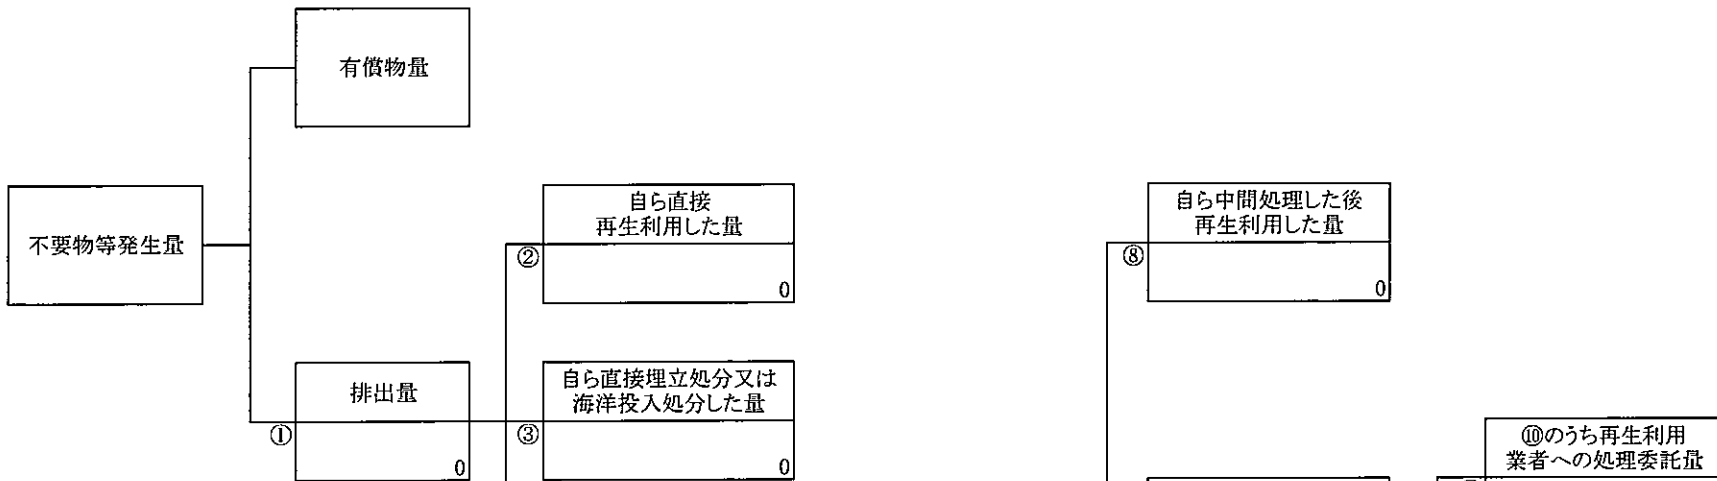 有償物量
不要物等発生量
自ら直接
再生利用した量
②
0
自ら中間処理した後
再生利用した量
⑧
0
排出量
①
0
自ら直接埋立処分又は
海洋投入処分した量
③
0
⑩のうち再生利用
業者への処理委託量